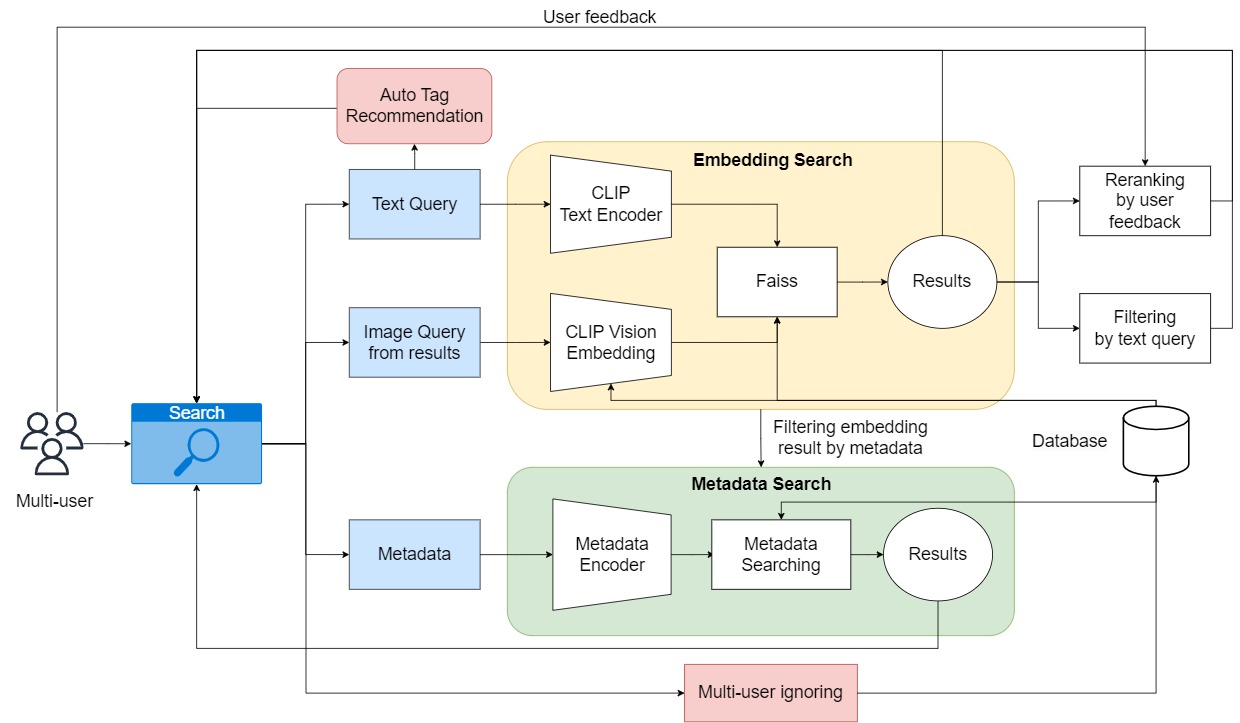 User feedback
Auto Tag
Recommendation
Embedding Search
Text Query
CLIP
Text Encoder
Reranking
by user
feedback
Faiss
Results
Image Query
from results
CLIP Vision
Embedding
Filtering
by text query
Search
Multi-user
Filtering embedding
result by metadata
Database
Metadata Search
Metadata
Metadata
Encoder
Metadata
Searching
Results
Multi-user ignoring